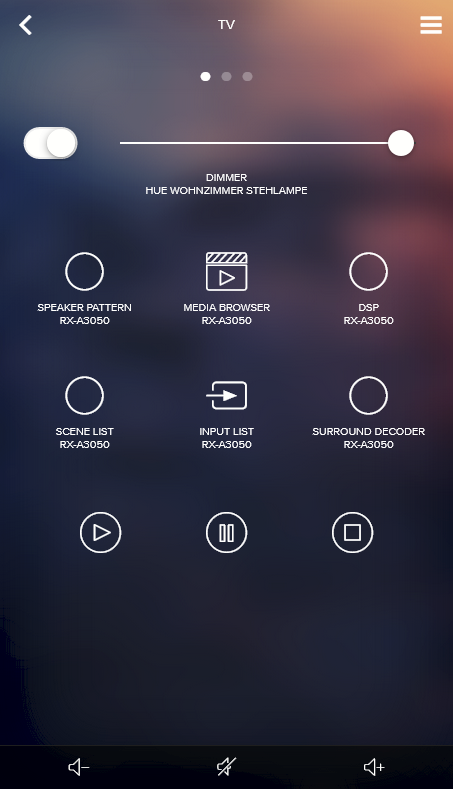 TV
DIMMER
HUE WOHNZIMMER STEHLAMPE
SPEAKER PATTERN
RX-A3050
MEDIA BROWSER
RX-A3050
DSP
RX-A3050
SCENE LIST
RX-A3050
INPUT LIST
RX-A3050
SURROUND DECODER
RX-A3050